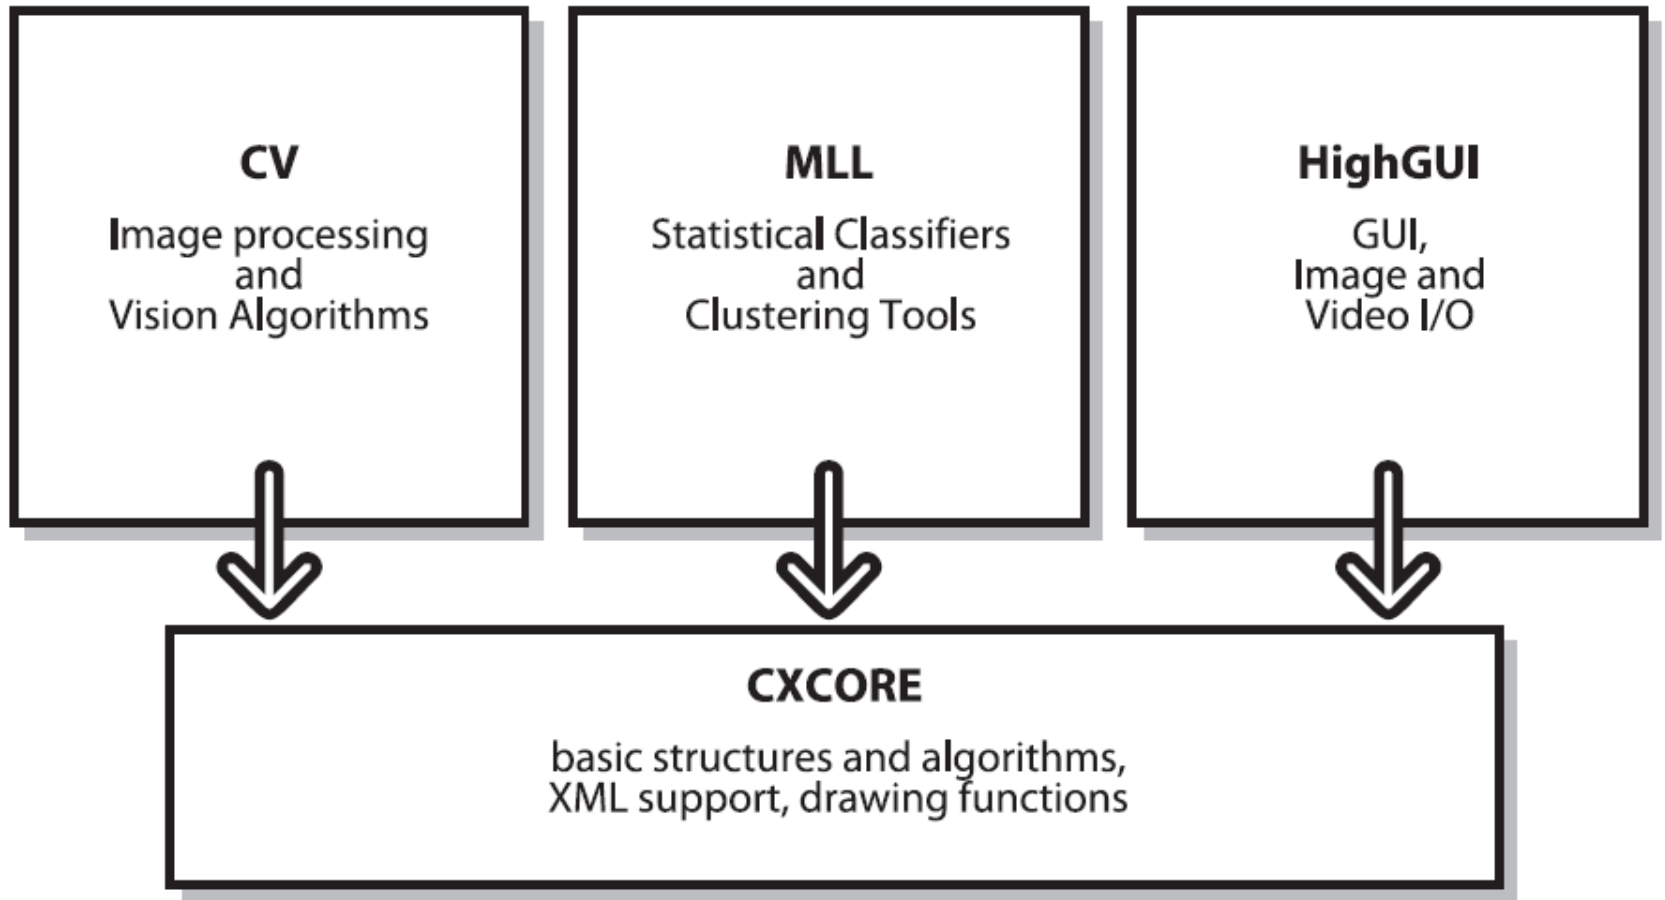 CV
Image processing
and
Vision Algorithms
MLL
Statistical Classifiers
and
Clustering Tools
HighGUI
GUI,
Image and
Video I/O
CXCORE
basic structures and algorithms,
XML support, drawing functions